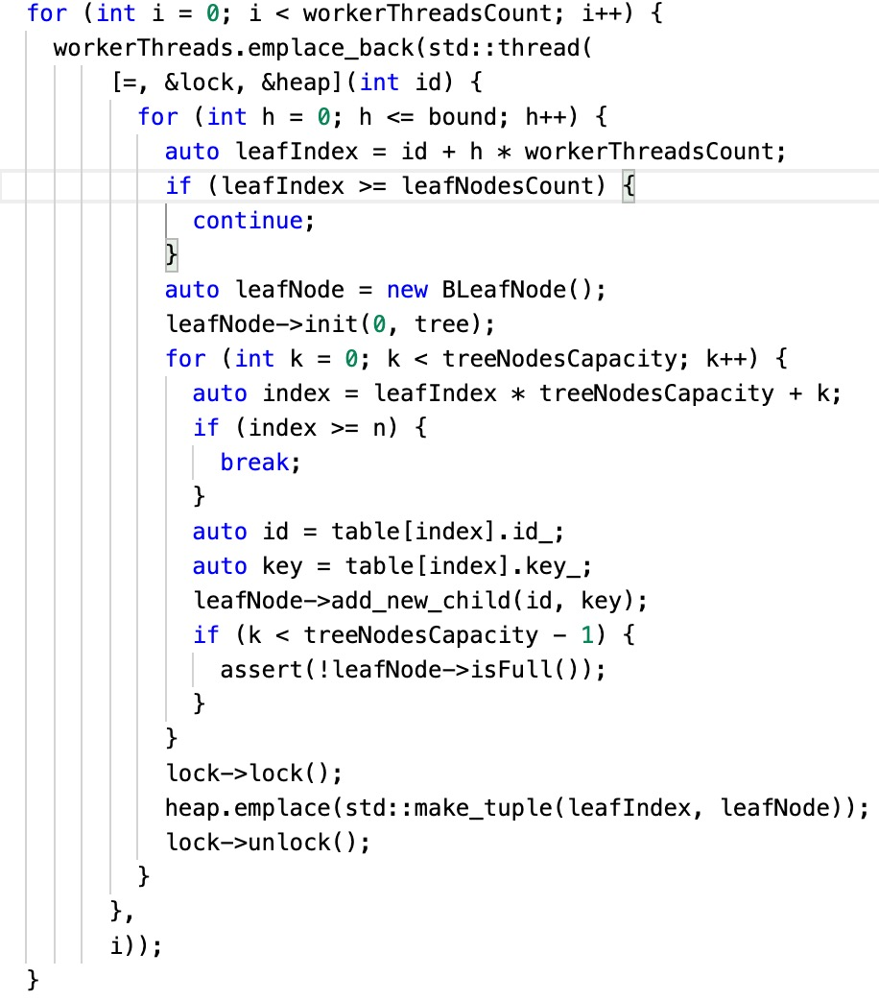 for (int i = 0; i < workerThreadsCount; i++) {
workerThreads.emplace_back(std::thread(
[=, &lock, &heap](int id) {
for (int h = 0; h <= bound; h++) {
auto leafIndex = id + h * workerThreadsCount;
if (leafIndex >= leafNodesCount) {
continue;
}
auto leafNode = new BLeafNode();
leafNode->init(0, tree);
for (int k = 0; k < treeNodesCapacity; k++) {
auto index = leafIndex * treeNodesCapacity + k;
if (index >= n) {
break;
}
auto id = table[index].id_;
auto key = table[index].key_;
leafNode->add_new_child(id, key);
if (k < treeNodesCapacity - 1) {
assert(!leafNode->isFull());
}
}
lock->lock();
heap.emplace(std::make_tuple(leafIndex, leafNode));
lock->unlock();
}
},
i));
}